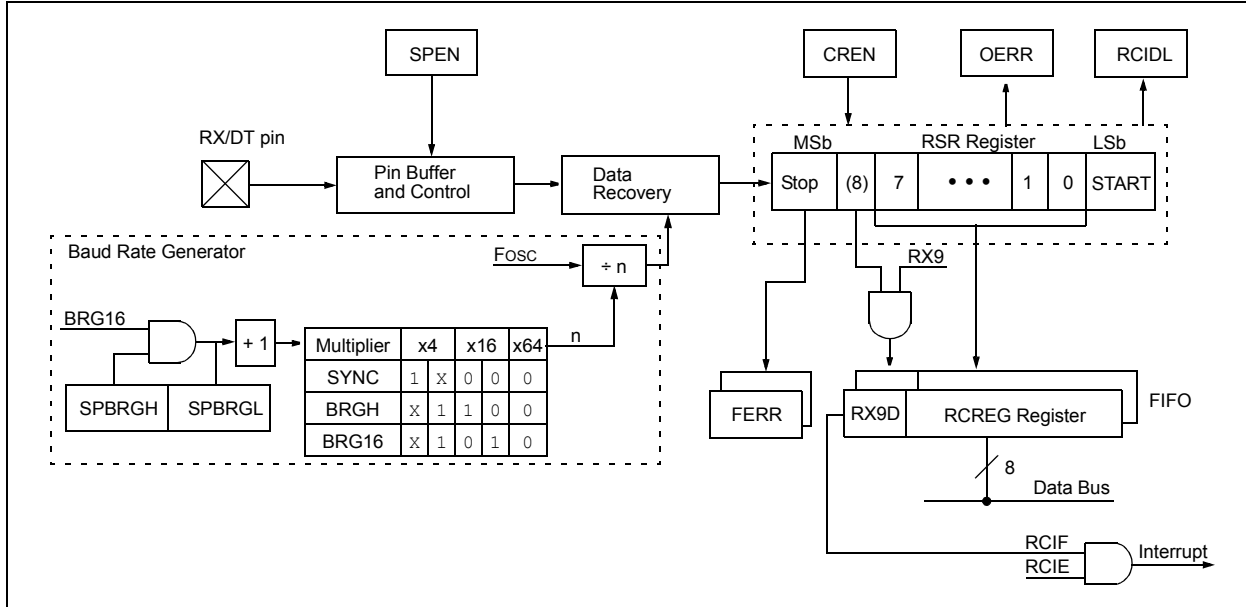 SPEN
CREN
OERR
RCIDL
RX/DT pin
MSb
RSR Register
LSb
Pin Buffer
and Control
Data
Recovery
Stop (8) 7 • • • 1 0 START
Baud Rate Generator
FOSC
÷ n
RX9
BRG16
+ 1
n
Multiplier x4 x16 x64
SYNC 1 X 0 0 0
BRGH X 1 1 0 0
BRG16 X 1 0 1 0
SPBRGH SPBRGL
FERR
RX9D
RCREG Register
FIFO
8
Data Bus
RCIF
RCIE
Interrupt